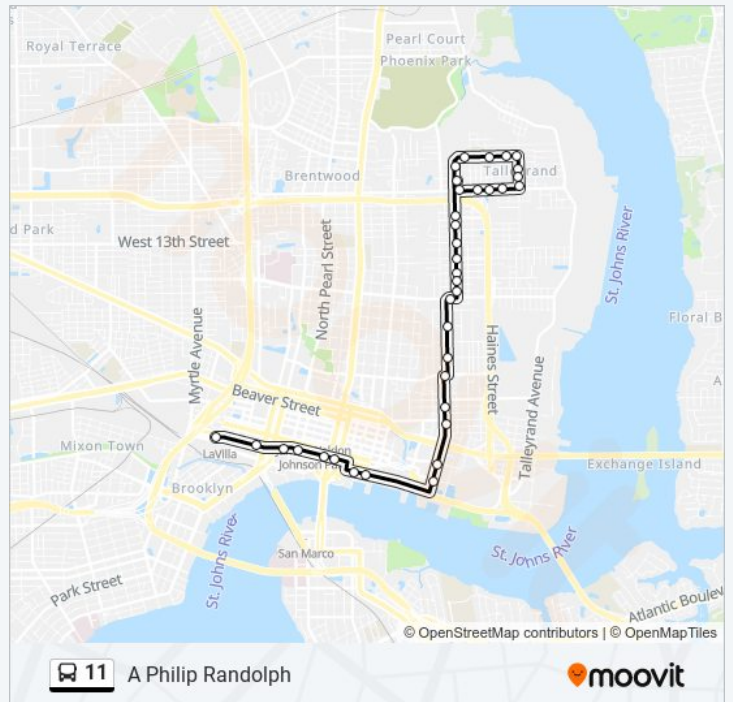 Pearl Court
Royal Terrace
Phoenix Park
Brentwood
d Park
West 13th Street
North Pearl Street
St. Johns River
Floral B
Myrtle Avenue
Haines Street
Talleyrand Avenue
Beaver Street
A
Mixon Town
LaVilla
Johnson
Exchange Island
Brooklyn
St. Johns River
San Marco
St. Johns River
Park Street
Atlantic Boulev
© OpenStreetMap contributors | © OpenMapTiles
11 A Philip Randolph
moovit